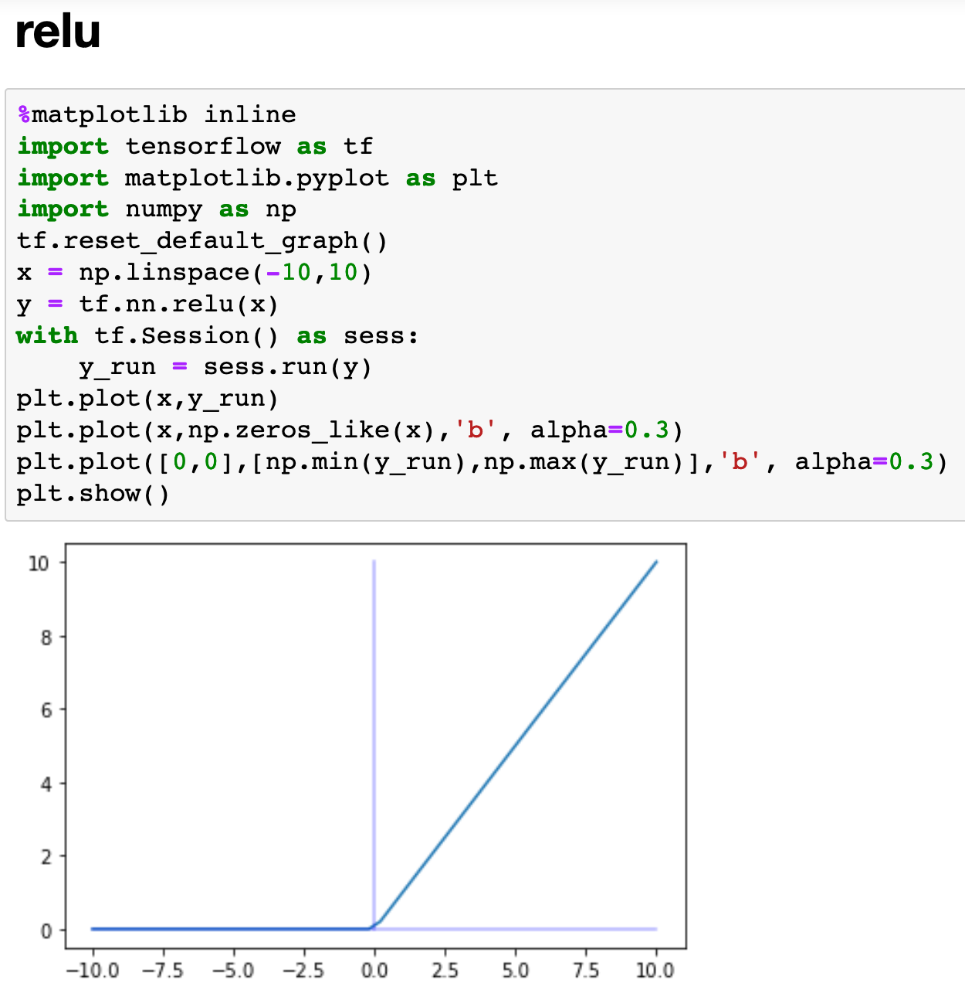 relu
%matplotlib inline
import tensorflow as tf
import matplotlib.pyplot as plt
import numpy as np
tf.reset_default_graph()
x = np.linspace(-10,10)
y = tf.nn.relu(x)
with tf.Session() as sess:
    y_run = sess.run(y)
plt.plot(x,y_run)
plt.plot(x,np.zeros_like(x),'b', alpha=0.3)
plt.plot([0,0],[np.min(y_run),np.max(y_run)],'b', alpha=0.3)
plt.show()
10
8
6
4
2
0
−10.0 −7.5 −5.0 −2.5 0.0 2.5 5.0 7.5 10.0